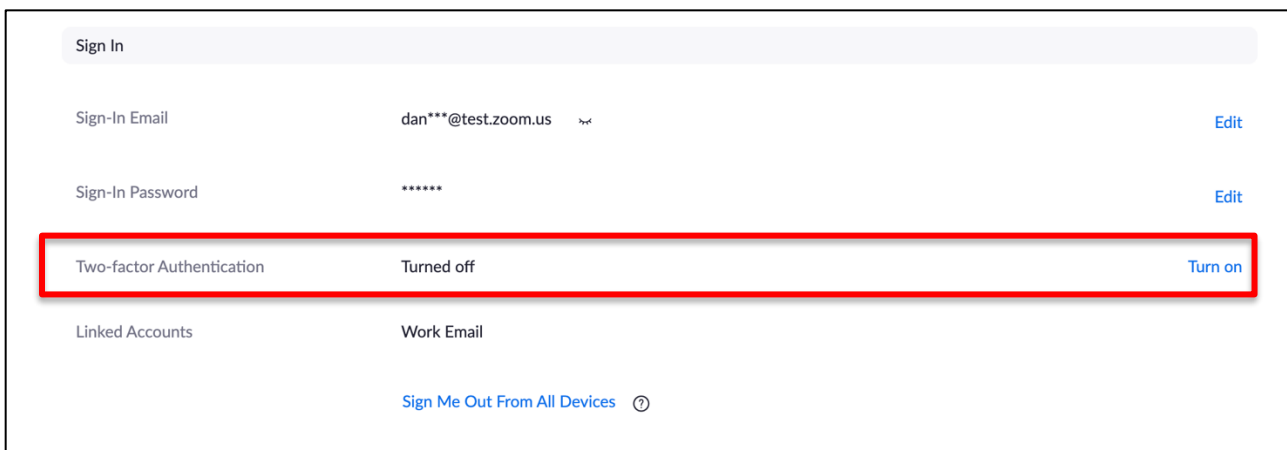 Sign In
Sign-In Email dan***@test.zoom.us Edit
Sign-In Password ****** Edit
Two-factor Authentication Turned off Turn on
Linked Accounts Work Email
Sign Me Out From All Devices ?